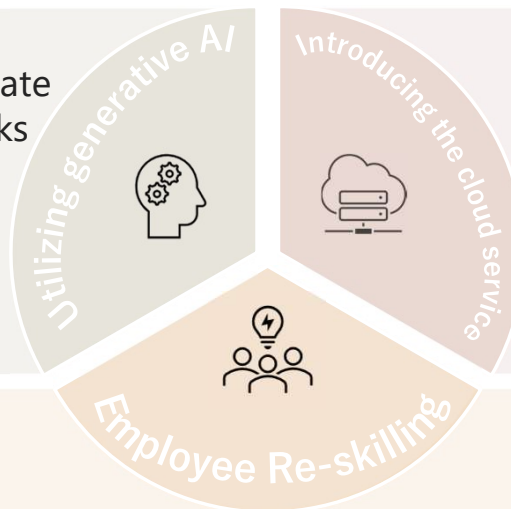 ate
ks
Utilizing generative AI
Introducing the cloud service
Employee Re-skilling